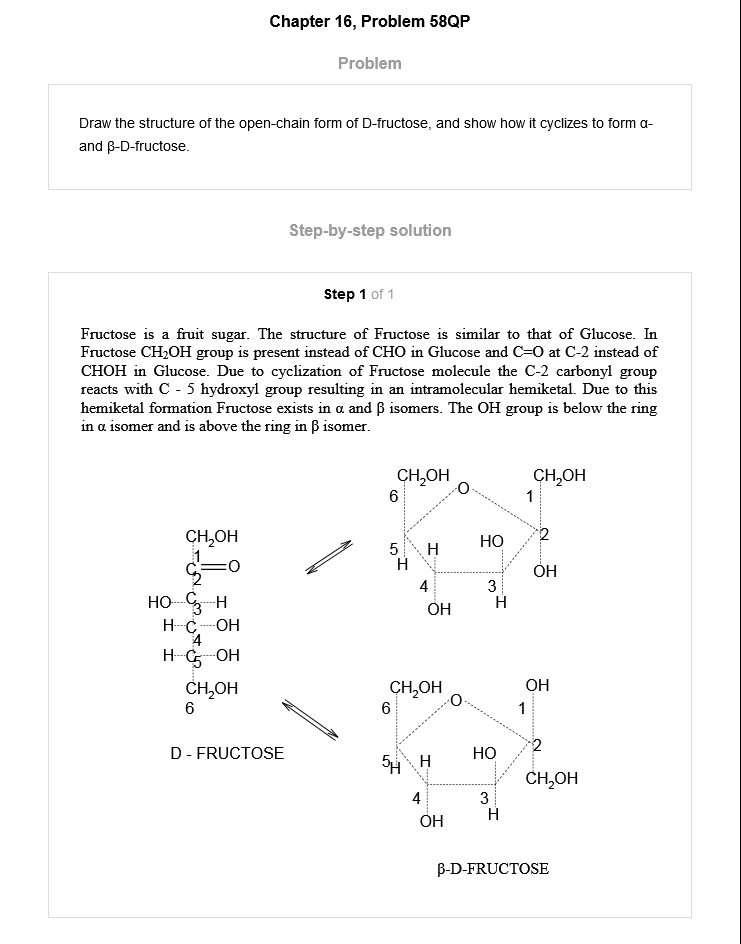 Chapter 16, Problem 58QP
Problem
Draw the structure of the open-chain form of D-fructose, and show how it cyclizes to form α-
and β-D-fructose.
Step-by-step solution
Step 1 of 1
Fructose is a fruit sugar. The structure of Fructose is similar to that of Glucose. In
Fructose CH₂OH group is present instead of CHO in Glucose and C=O at C-2 instead of
CHOH in Glucose. Due to cyclization of Fructose molecule the C-2 carbonyl group
reacts with C - 5 hydroxyl group resulting in an intramolecular hemiketal. Due to this
hemiketal formation Fructose exists in α and β isomers. The OH group is below the ring
in α isomer and is above the ring in β isomer.
CH₂OH O CH₂OH
6 1
CH₂OH
1
HO 2
5 H
C=O
2
H
OH
4 3
HO C H
3
H
OH
H C OH
4
H C OH
5
CH₂OH
6
CH₂OH O OH
6 1
D - FRUCTOSE
HO 2
5 H H
CH₂OH
4 3
H
OH
β-D-FRUCTOSE